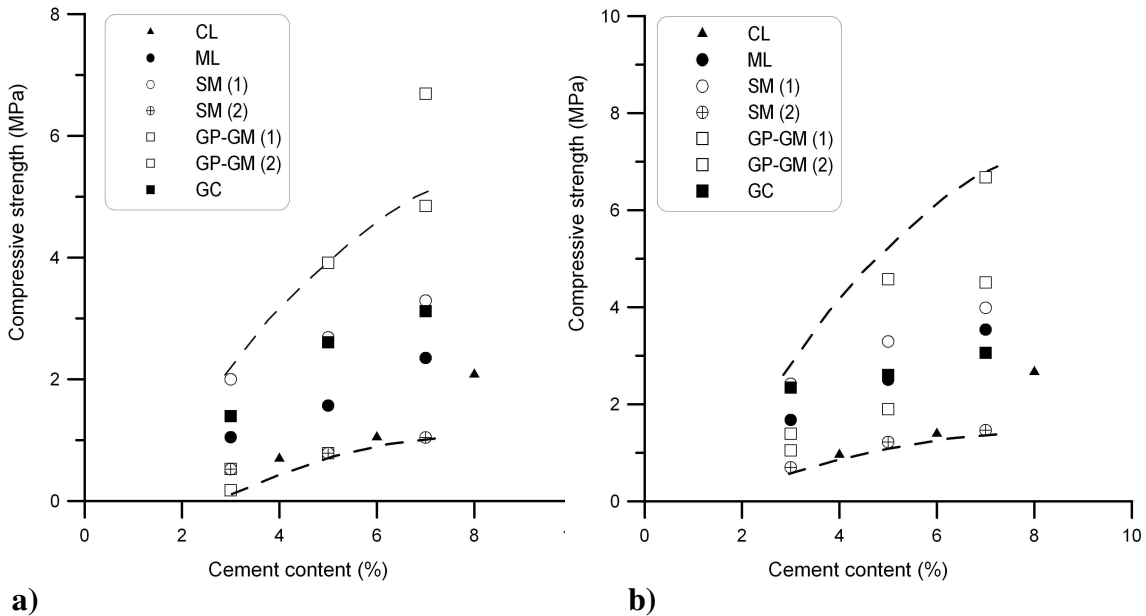 8
6
4
2
0
Compressive strength (MPa)
CL
ML
SM (1)
SM (2)
GP-GM (1)
GP-GM (2)
GC
0
2
4
6
8
Cement content (%)
a)
10
8
6
4
2
0
Compressive strength (MPa)
CL
ML
SM (1)
SM (2)
GP-GM (1)
GP-GM (2)
GC
0
2
4
6
8
10
Cement content (%)
b)